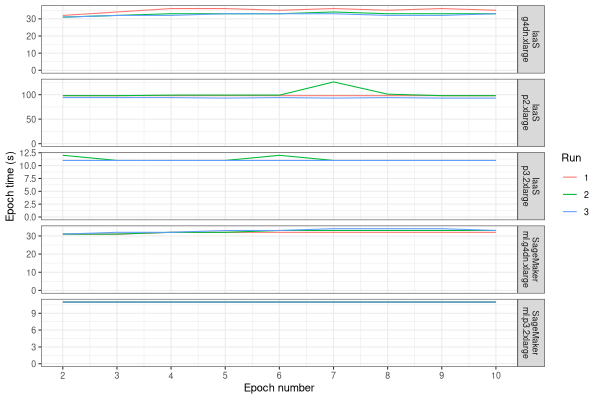 30
20
10
0
IaaS
g4dn.xlarge
100
50
0
IaaS
p2.xlarge
12.5
10.0
7.5
5.0
2.5
0.0
IaaS
p3.2xlarge
30
20
10
0
SageMaker
ml.g4dn.xlarge
9
6
3
0
SageMaker
ml.p3.2xlarge
2 3 4 5 6 7 8 9 10
Epoch number
Epoch time (s)
Run
1
2
3